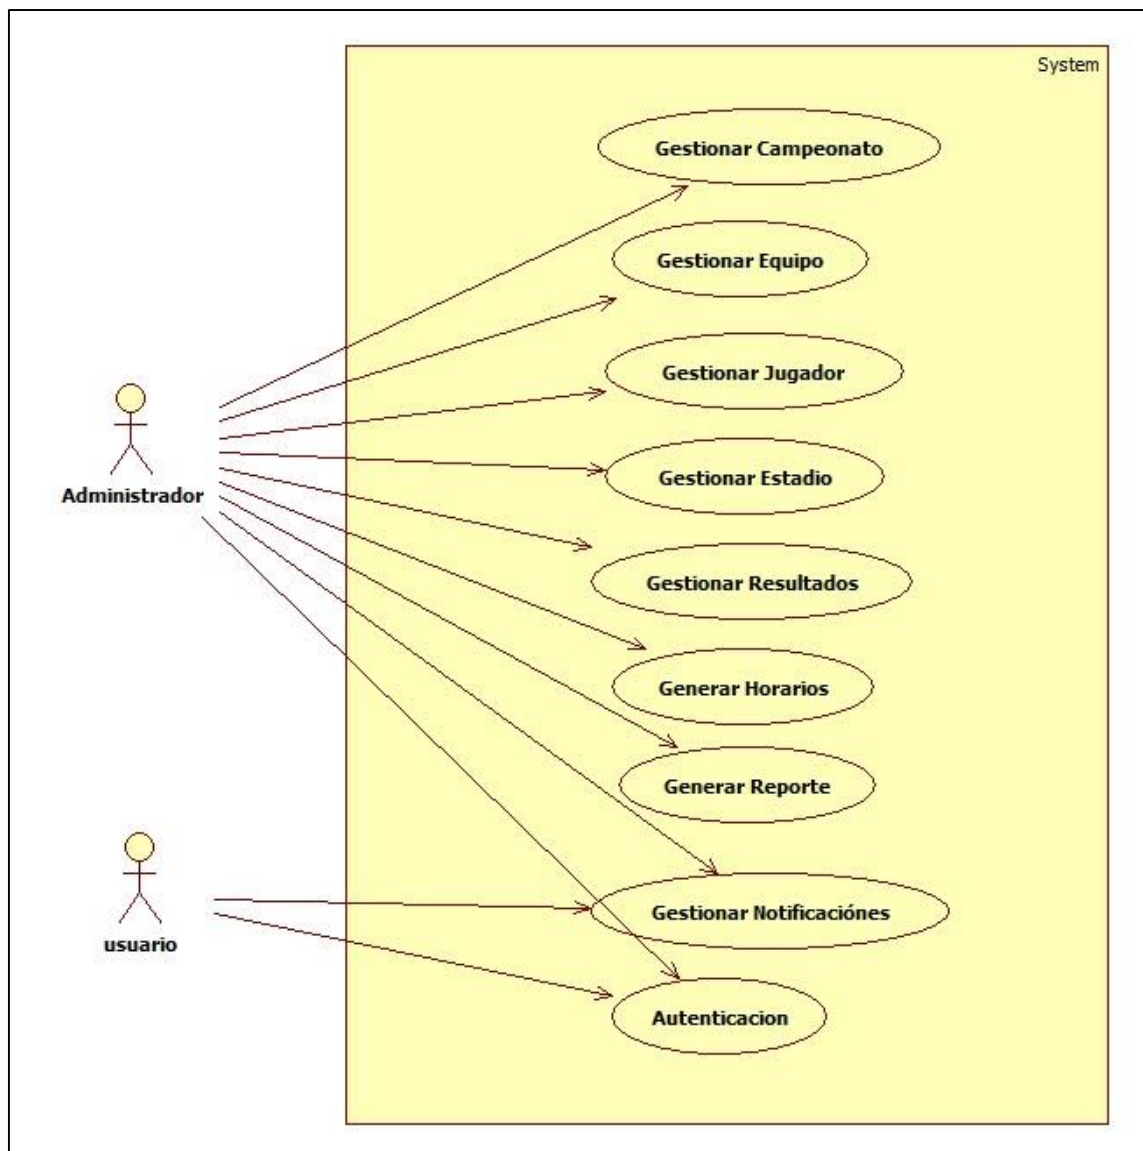 System
Gestionar Campeonato
Gestionar Equipo
Gestionar Jugador
Gestionar Estadio
Administrador
Gestionar Resultados
Generar Horarios
Generar Reporte
Gestionar Notificaciónes
usuario
Autenticacion